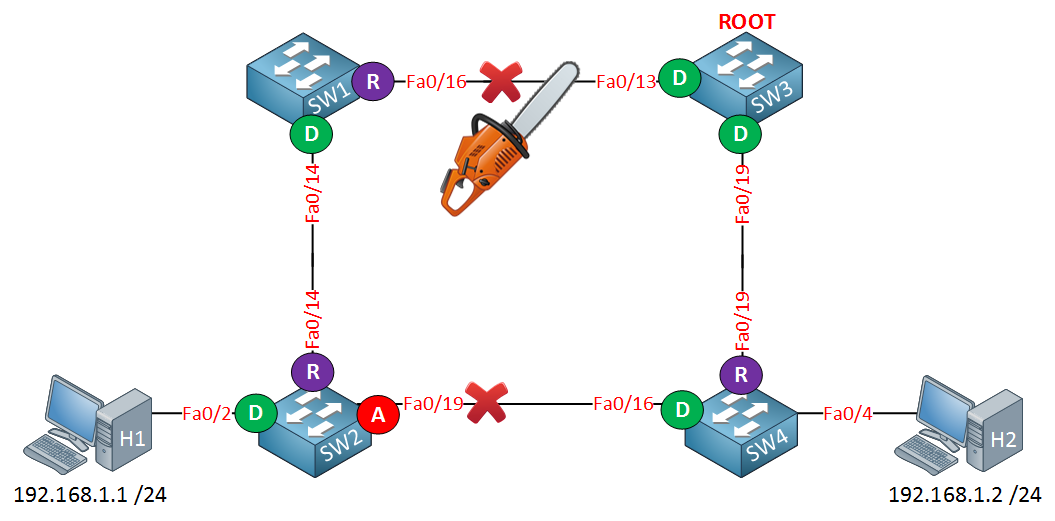 ROOT
R
Fa0/16
Fa0/13
D
SW1
SW3
D
D
Fa0/14
Fa0/19
Fa0/14
Fa0/19
R
R
H1
Fa0/2
D
A
Fa0/19
Fa0/16
D
Fa0/4
H2
SW2
SW4
192.168.1.1 /24
192.168.1.2 /24